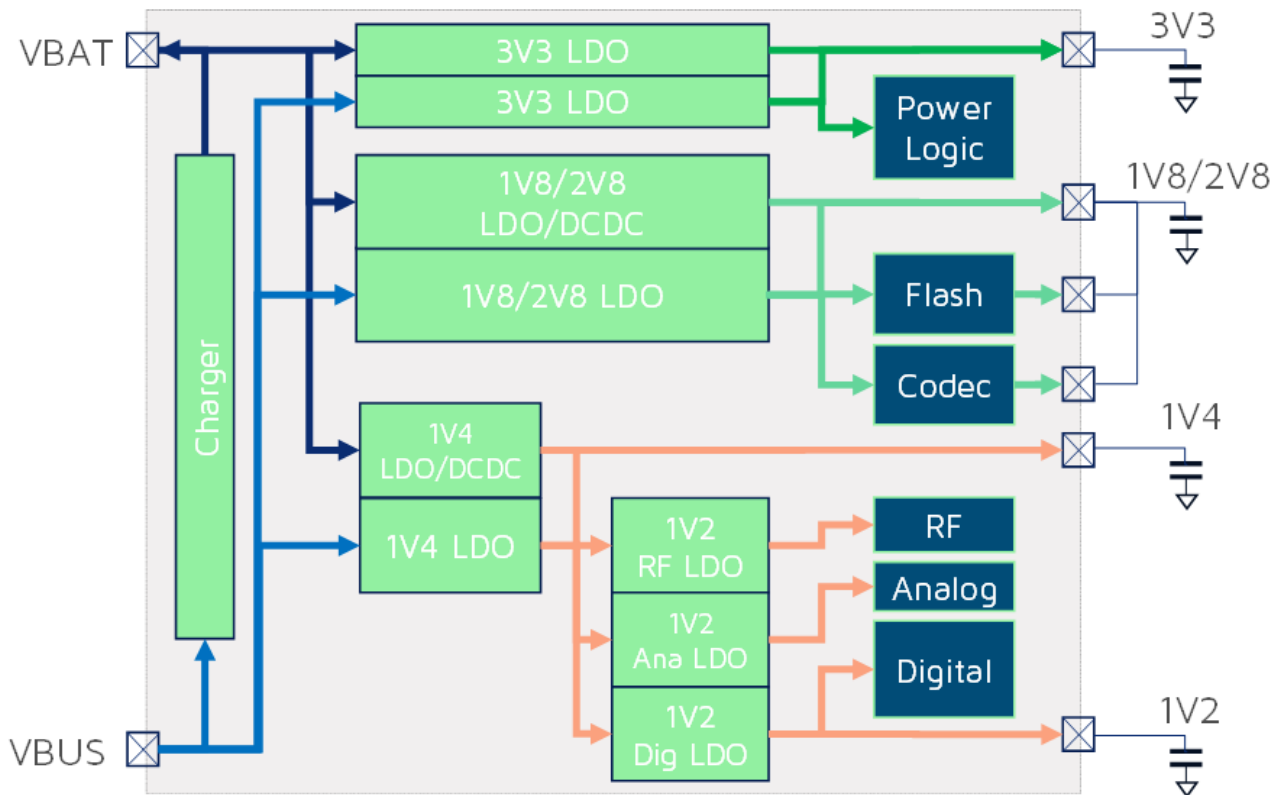 VBAT
3V3 LDO
3V3 LDO
3V3
Power
Logic
1V8/2V8
LDO/DCDC
1V8/2V8 LDO
1V8/2V8
Flash
Codec
Charger
1V4
LDO/DCDC
1V4 LDO
1V4
1V2
RF LDO
1V2
Ana LDO
1V2
Dig LDO
RF
Analog
Digital
VBUS
1V2